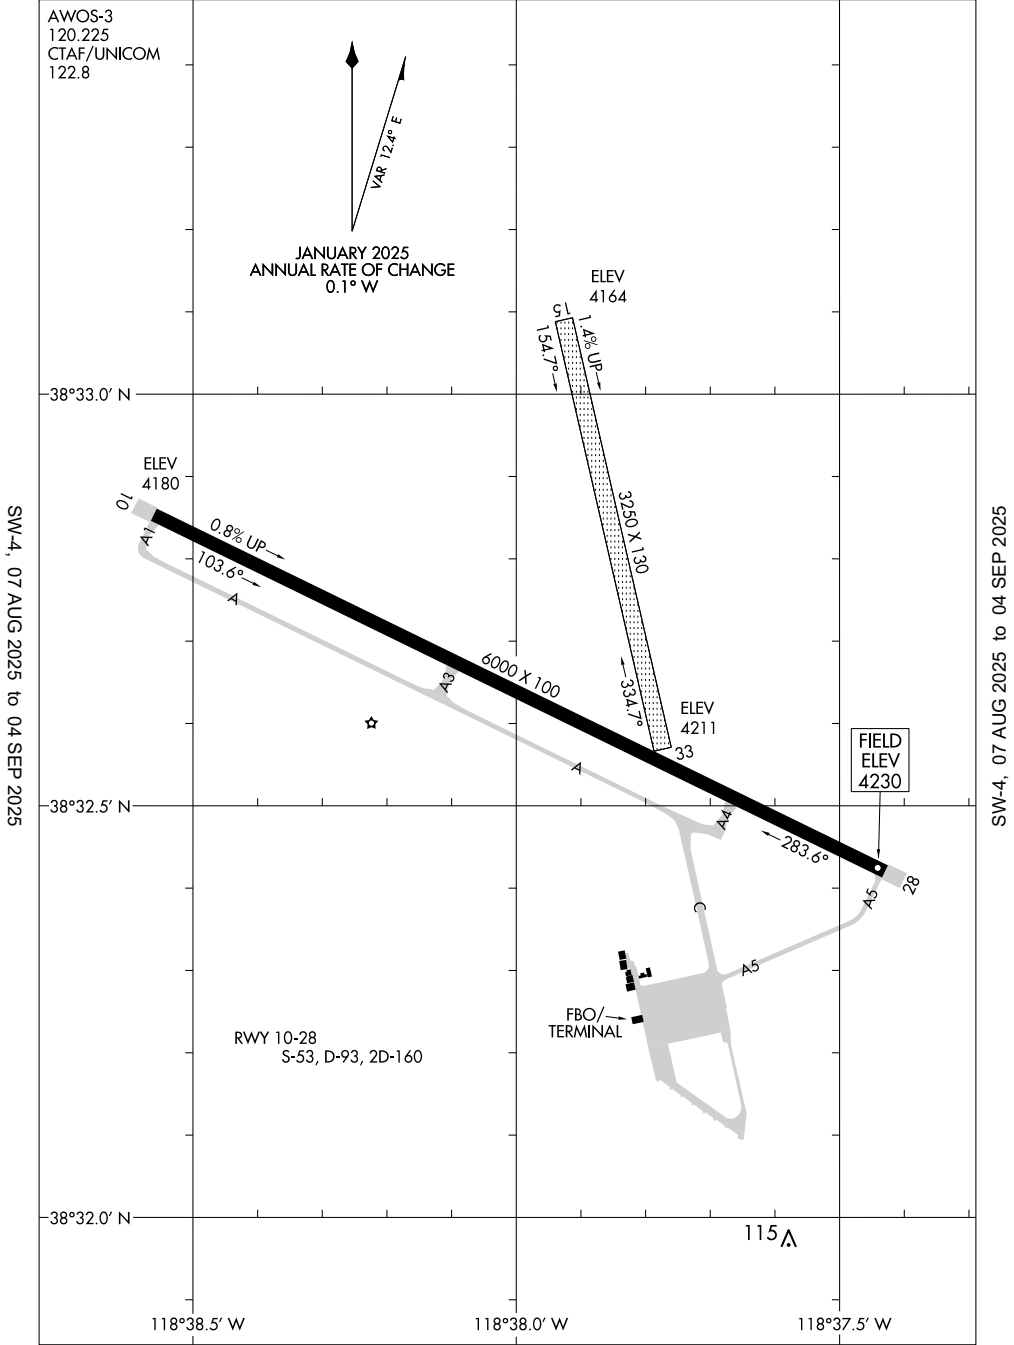 AWOS-3
120.225
CTAF/UNICOM
122.8
VAR 12.4° E
JANUARY 2025
ANNUAL RATE OF CHANGE
0.1° W
ELEV
4164
15
1.4% UP
154.7°
38°33.0' N
ELEV
4180
10
A1
0.8% UP
103.6°
A
3250 X 130
6000 X 100
A3
334.7°
ELEV
4211
33
FIELD
ELEV
4230
A
38°32.5' N
A4
283.6°
28
A5
C
A5
FBO/
TERMINAL
RWY 10-28
S-53, D-93, 2D-160
38°32.0' N
115
118°38.5' W
118°38.0' W
118°37.5' W
SW-4, 07 AUG 2025 to 04 SEP 2025
SW-4, 07 AUG 2025 to 04 SEP 2025